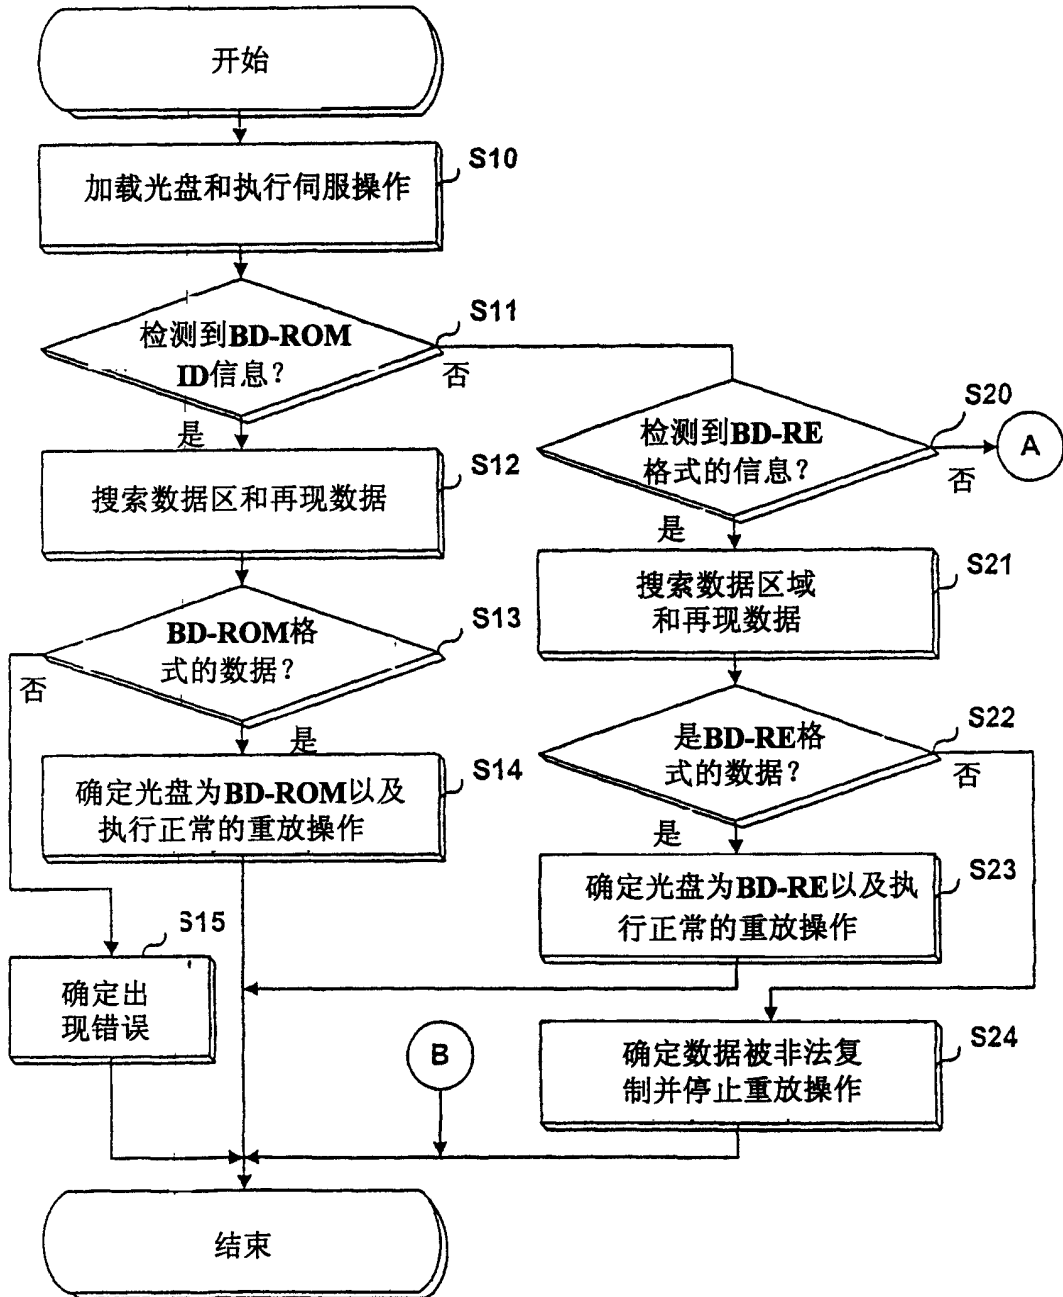 开始
S10
加载光盘和执行伺服操作
S11
检测到BD-ROM
ID信息？
否
是
S12
搜索数据区和再现数据
S13
BD-ROM格
式的数据？
否
是
S14
确定光盘为BD-ROM以及
执行正常的重放操作
S15
确定出
现错误
S20
检测到BD-RE
格式的信息？
A
否
是
S21
搜索数据区域
和再现数据
S22
是BD-RE格
式的数据？
否
是
S23
确定光盘为BD-RE以及执
行正常的重放操作
B
S24
确定数据被非法复
制并停止重放操作
结束